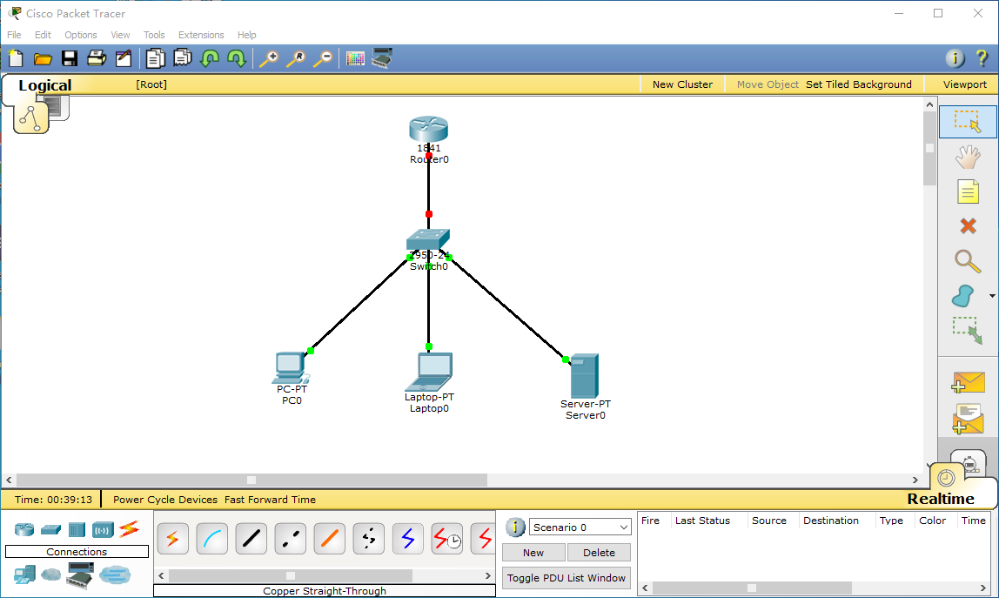 Cisco Packet Tracer
File Edit Options View Tools Extensions Help
R
i ?
Logical [Root] New Cluster Move Object Set Tiled Background Viewport
1841
Router0
2950-24
Switch0
PC-PT
PC0
Laptop-PT
Laptop0
Server-PT
Server0
Time: 00:39:13 Power Cycle Devices Fast Forward Time Realtime
Connections
Copper Straight-Through
i Scenario 0
New Delete
Toggle PDU List Window
Fire Last Status Source Destination Type Color Time